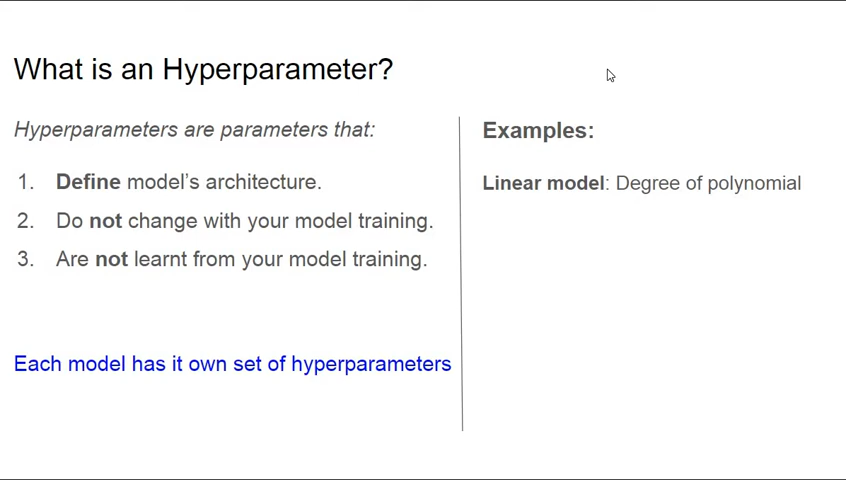 What is an Hyperparameter?
Hyperparameters are parameters that:
1. Define model's architecture.
2. Do not change with your model training.
3. Are not learnt from your model training.
Each model has it own set of hyperparameters
Examples:
Linear model: Degree of polynomial